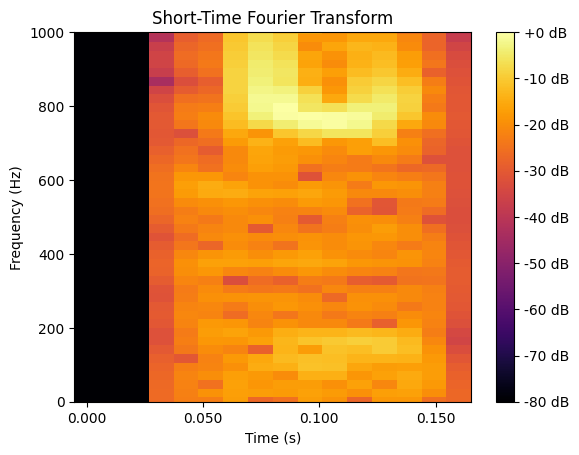 Short-Time Fourier Transform
1000
800
600
400
200
0
Frequency (Hz)
0.000
0.050
0.100
0.150
Time (s)
+0 dB
-10 dB
-20 dB
-30 dB
-40 dB
-50 dB
-60 dB
-70 dB
-80 dB